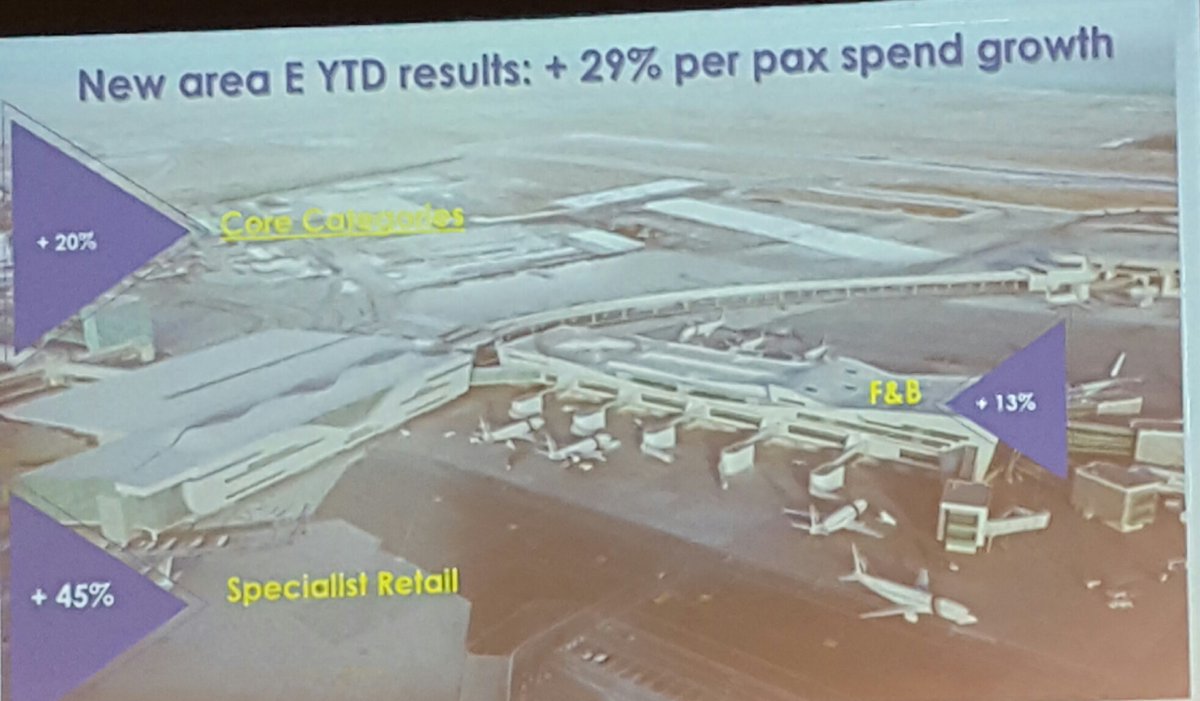 New area E YTD results: + 29% per pax spend growth
+ 20%
Core Categories
F&B
+ 13%
+ 45%
Specialist Retail